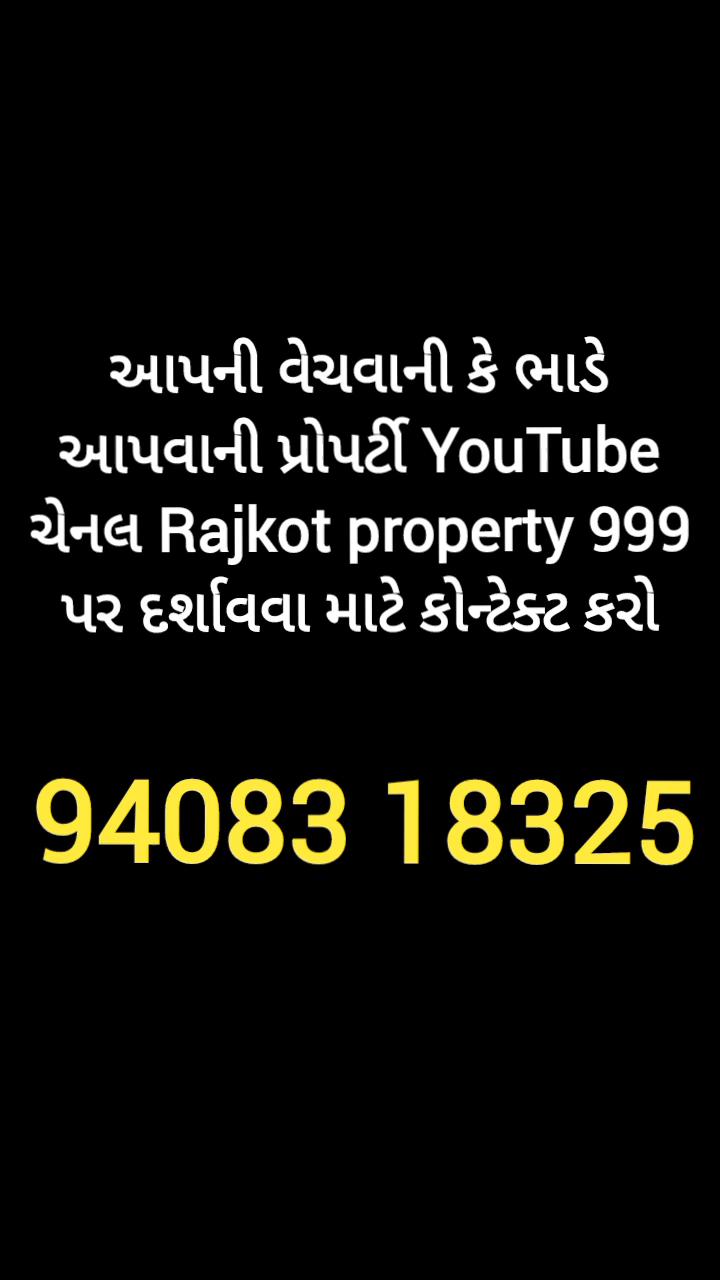 આપની વેચવાની કે ભાડે
આપવાની પ્રોપર્ટી YouTube
ચેનલ Rajkot property 999
પર દર્શાવવા માટે કોન્ટેક્ટ કરો
94083 18325